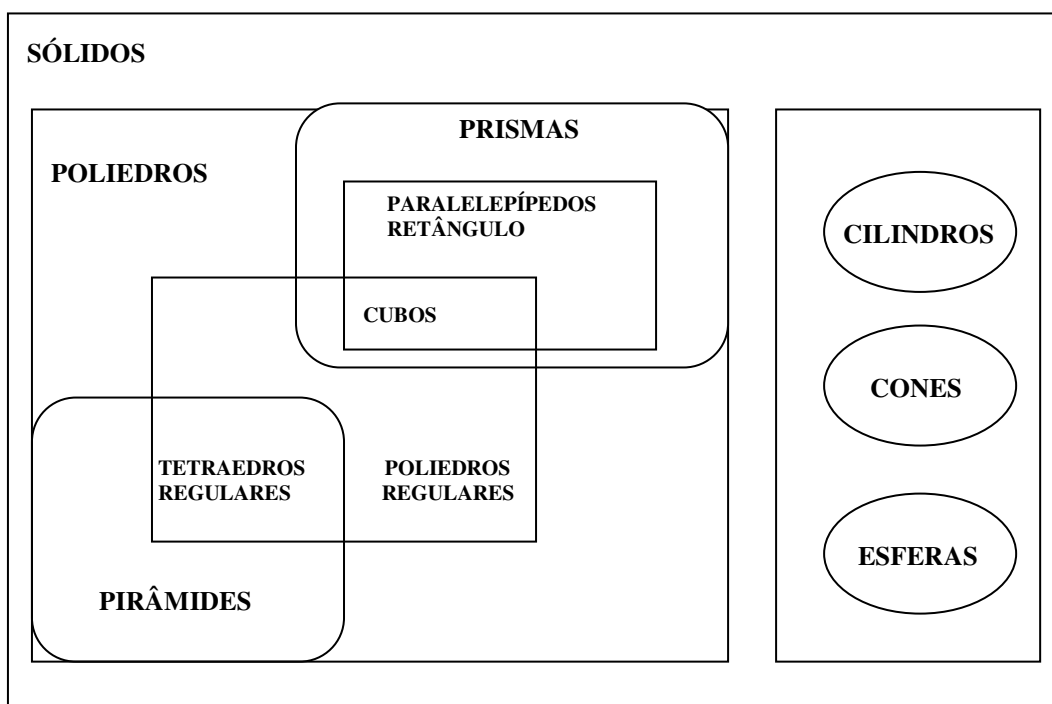 SÓLIDOS
PRISMAS
POLIEDROS
PARALELEPÍPEDOS
RETÂNGULO
CUBOS
TETRAEDROS
REGULARES
POLIEDROS
REGULARES
PIRÂMIDES
CILINDROS
CONES
ESFERAS